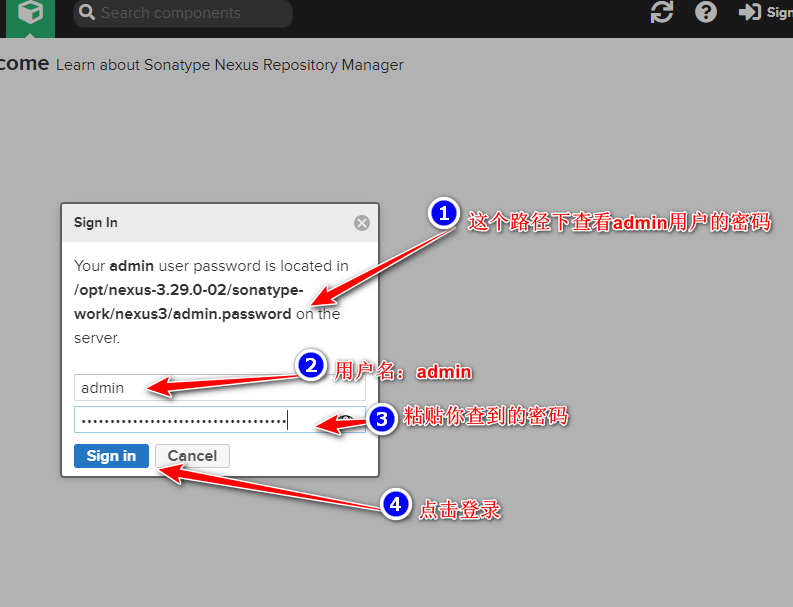 Search components
Sign
come Learn about Sonatype Nexus Repository Manager
Sign In
1 这个路径下查看admin用户的密码
Your admin user password is located in
/opt/nexus-3.29.0-02/sonatype-
work/nexus3/admin.password on the
server.
2 用户名：admin
admin
3 粘贴你查到的密码
Sign in
Cancel
4 点击登录